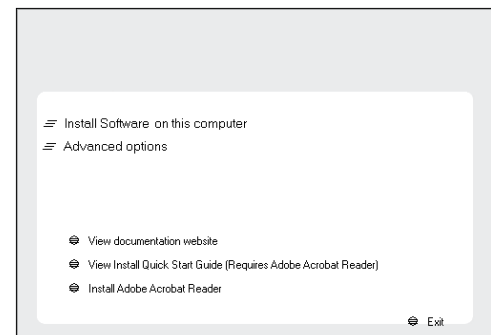 Install Software on this computer
Advanced options
View documentation website
View Install Quick Start Guide (Requires Adobe Acrobat Reader)
Install Adobe Acrobat Reader
Exit